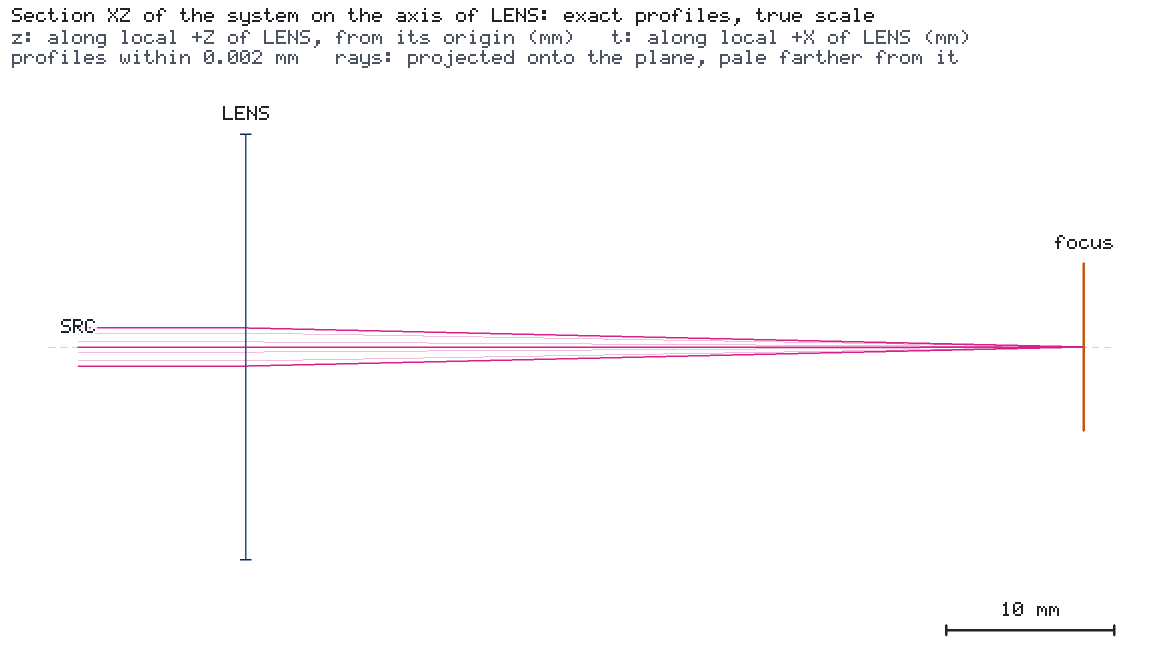 Section XZ of the system on the axis of LENS: exact profiles, true scale
z: along local +Z of LENS, from its origin (mm)   t: along local +X of LENS (mm)
profiles within 0.002 mm   rays: projected onto the plane, pale farther from it
LENS
focus
SRC
10 mm